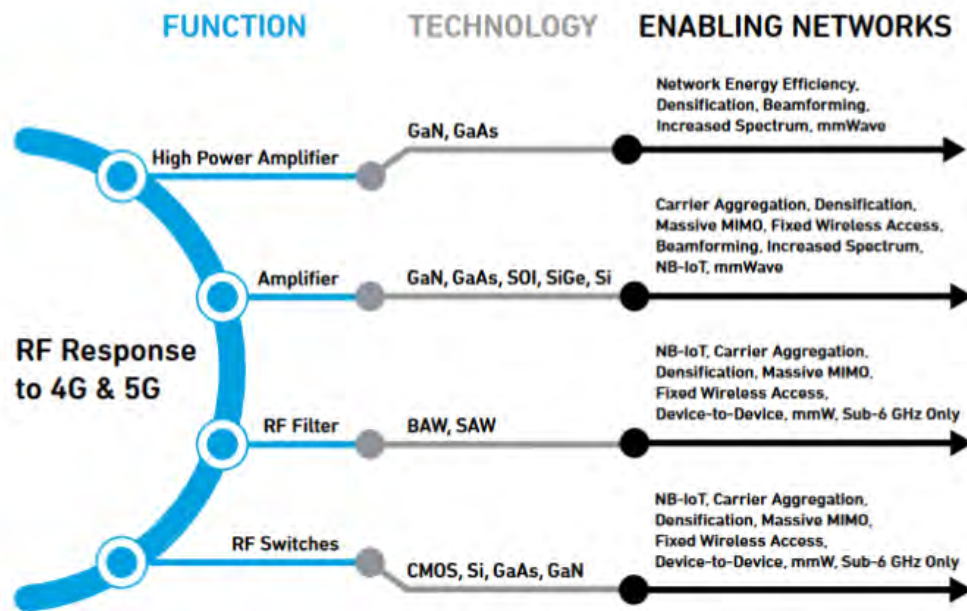 FUNCTION
TECHNOLOGY
ENABLING NETWORKS
RF Response
to 4G & 5G
High Power Amplifier
GaN, GaAs
Network Energy Efficiency,
Densification, Beamforming,
Increased Spectrum, mmWave
Amplifier
GaN, GaAs, SOI, SiGe, Si
Carrier Aggregation, Densification,
Massive MIMO, Fixed Wireless Access,
Beamforming, Increased Spectrum,
NB-IoT, mmWave
RF Filter
BAW, SAW
NB-IoT, Carrier Aggregation,
Densification, Massive MIMO,
Fixed Wireless Access,
Device-to-Device, mmW, Sub-6 GHz Only
RF Switches
CMOS, Si, GaAs, GaN
NB-IoT, Carrier Aggregation,
Densification, Massive MIMO,
Fixed Wireless Access,
Device-to-Device, mmW, Sub-6 GHz Only